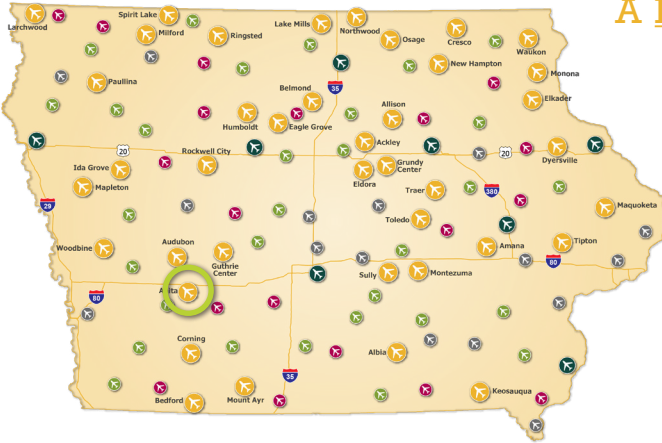 A
Larchwood
Spirit Lake
Milford
Ringsted
Lake Mills
Northwood
Osage
Cresco
Waukon
New Hampton
Monona
Paullina
Belmond
Elkader
Humboldt
Eagle Grove
Allison
Ackley
20
Rockwell City
20
Dyersville
Ida Grove
Mapleton
Eldora
Grundy
Center
Traer
380
29
Maquoketa
Toledo
Woodbine
Audubon
Guthrie
Center
Amana
Tipton
80
Sully
Montezuma
80
35
Anita
Corning
Albia
35
Bedford
Mount Ayr
Keosauqua